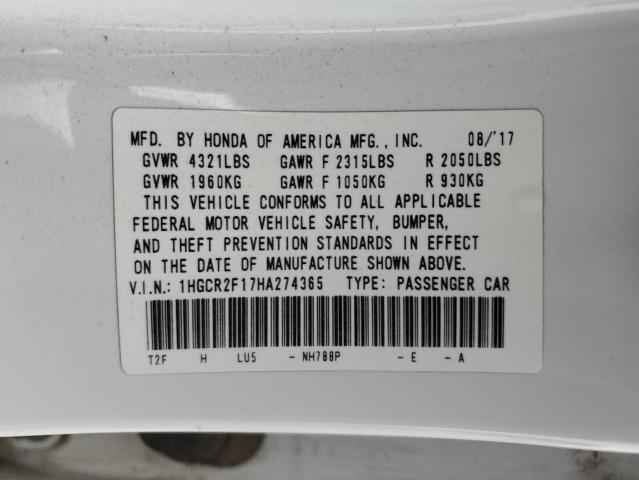 MFD. BY HONDA OF AMERICA MFG., INC. 08/'17
GVWR 4321LBS GAWR F 2315LBS R 2050LBS
GVWR 1960KG GAWR F 1050KG R 930KG
THIS VEHICLE CONFORMS TO ALL APPLICABLE
FEDERAL MOTOR VEHICLE SAFETY, BUMPER,
AND THEFT PREVENTION STANDARDS IN EFFECT
ON THE DATE OF MANUFACTURE SHOWN ABOVE.
V.I.N.: 1HGCR2F17HA274365 TYPE: PASSENGER CAR
T2F H LU5 - NH788P - E - A